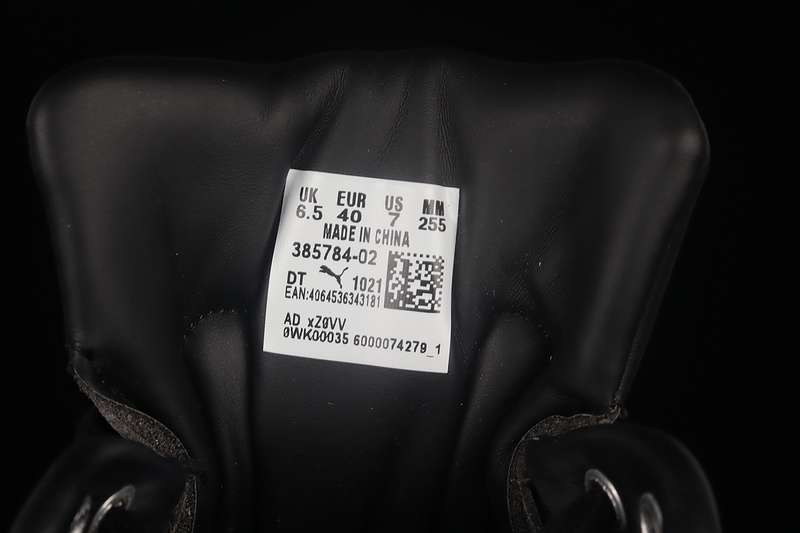 UK EUR US MM
6.5 40 7 255
MADE IN CHINA
385784-02
DT 1021
EAN:4064536343181
AD xZ0VV
0WK00035 6000074279_1